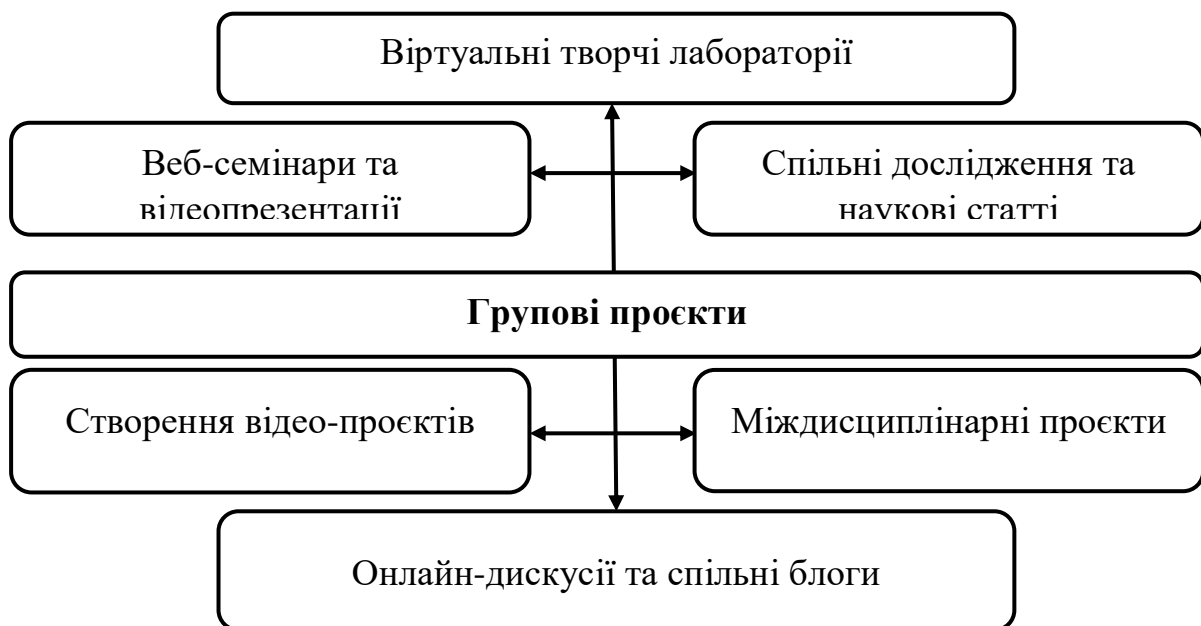 Віртуальні творчі лабораторії
Веб-семінари та
відеопрезентації
Спільні дослідження та
наукові статті
Групові проєкти
Створення відео-проєктів
Міждисциплінарні проєкти
Онлайн-дискусії та спільні блоги